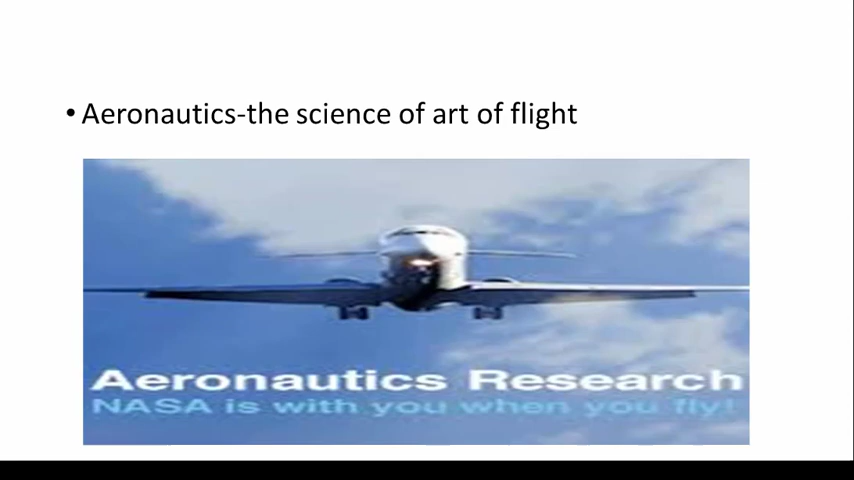 • Aeronautics-the science of art of flight
Aeronautics Research
NASA is with you when you fly!